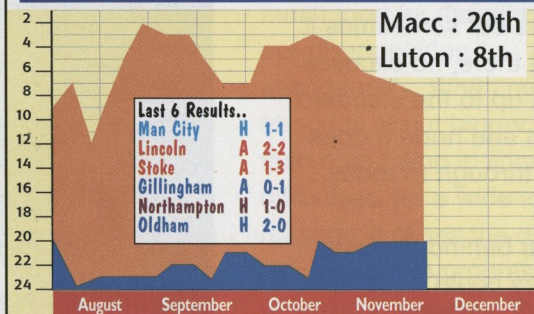 Macc : 20th
Luton : 8th
2
4
6
8
10
12
14
16
18
20
22
24
Last 6 Results..
Man City H 1-1
Lincoln A 2-2
Stoke A 1-3
Gillingham A 0-1
Northampton H 1-0
Oldham H 2-0
August September October November December